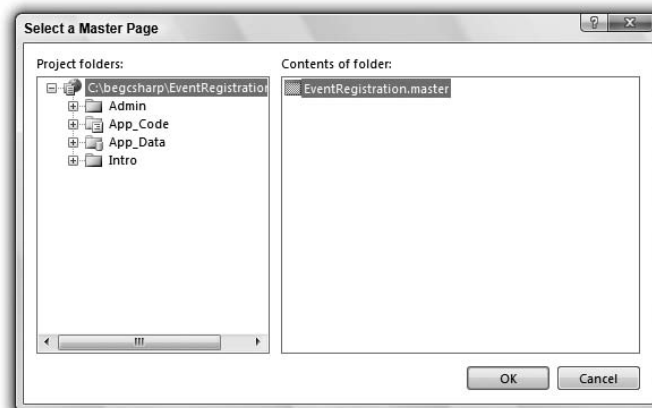 Select a Master Page
Project folders:
Contents of folder:
C:\begcsharp\EventRegistration
Admin
App_Code
App_Data
Intro
EventRegistration.master
OK
Cancel